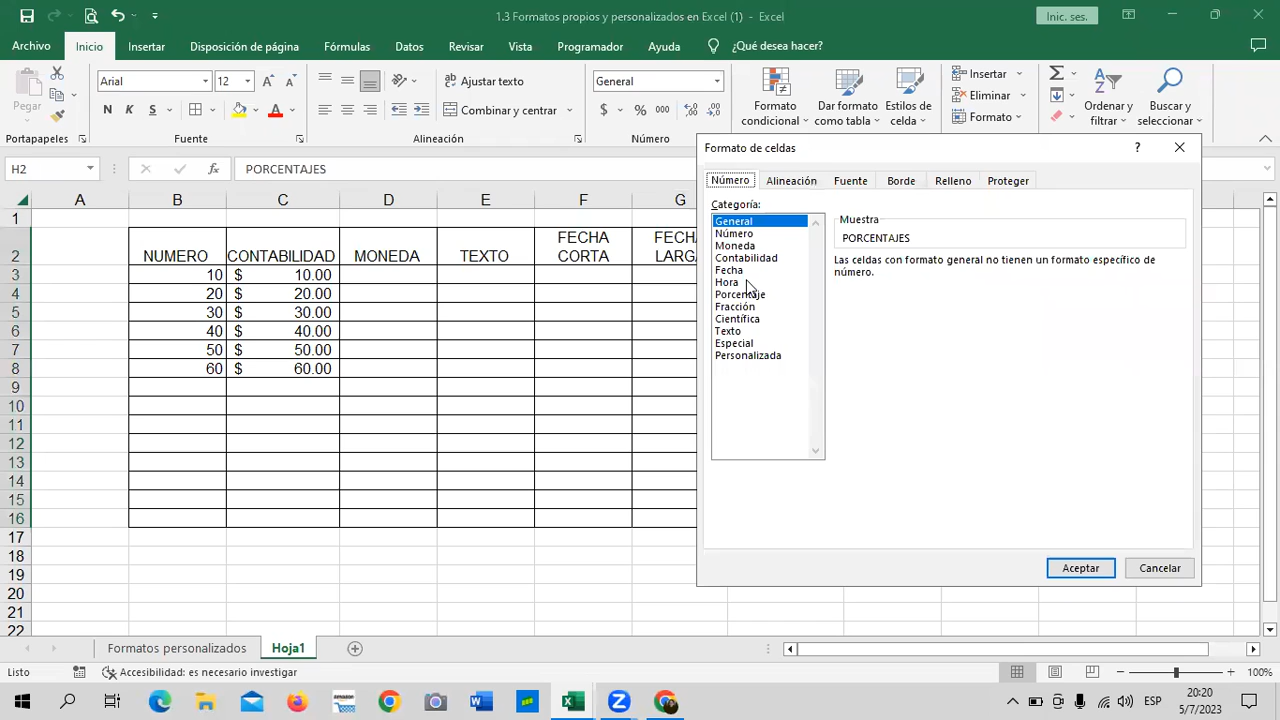 1.3 Formatos propios y personalizados en Excel (1) - Excel
Inic. ses.
Archivo Inicio Insertar Disposición de página Fórmulas Datos Revisar Vista Programador Ayuda ¿Qué desea hacer?
Pegar
Portapapeles
Arial 12
N K S
Fuente
Ajustar texto
Combinar y centrar
Alineación
General
$ % 000
Número
Formato condicional
Dar formato como tabla
Estilos de celda
Insertar
Eliminar
Formato
Ordenar y filtrar
Buscar y seleccionar
H2 fx PORCENTAJES
A B C D E F G
1
2 NUMERO CONTABILIDAD MONEDA TEXTO FECHA CORTA FECHA LARGA
3 10 $ 10.00
4 20 $ 20.00
5 30 $ 30.00
6 40 $ 40.00
7 50 $ 50.00
8 60 $ 60.00
9
10
11
12
13
14
15
16
17
18
19
20
21
22
Formato de celdas
?
Número Alineación Fuente Borde Relleno Proteger
Categoría:
General
Número
Moneda
Contabilidad
Fecha
Hora
Porcentaje
Fracción
Científica
Texto
Especial
Personalizada
Muestra
PORCENTAJES
Las celdas con formato general no tienen un formato específico de
número.
Aceptar Cancelar
Formatos personalizados Hoja1
Listo Accesibilidad: es necesario investigar 100%
ESP 20:20
5/7/2023